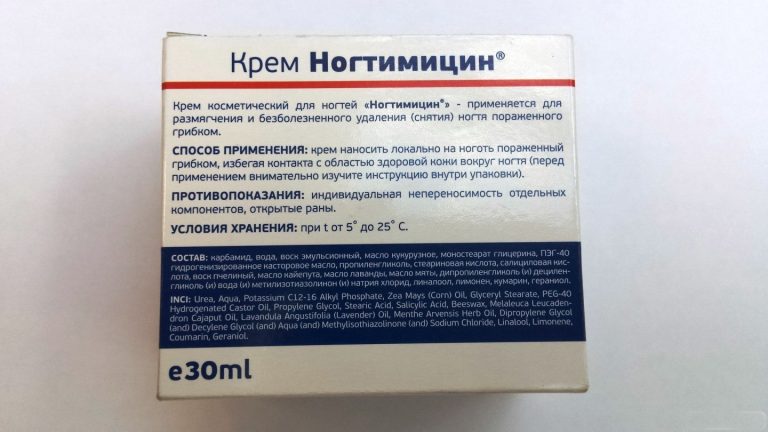 Крем Ногтимицин®
Крем косметический для ногтей «Ногтимицин®» - применяется для
размягчения и безболезненного удаления (снятия) ногтя пораженного
грибком.
СПОСОБ ПРИМЕНЕНИЯ: крем наносить локально на ноготь пораженный
грибком, избегая контакта с областью здоровой кожи вокруг ногтя (перед
применением внимательно изучите инструкцию внутри упаковки).
ПРОТИВОПОКАЗАНИЯ: индивидуальная непереносимость отдельных
компонентов, открытые раны.
УСЛОВИЯ ХРАНЕНИЯ: при t от 5° до 25° С.
СОСТАВ: карбамид, вода, воск эмульсионный, масло кукурузное, моностеарат глицерина, ПЭГ-40
гидрогенизированное касторовое масло, пропиленгликоль, стеариновая кислота, салициловая кис-
лота, воск пчелиный, масло кайепута, масло лаванды, масло мяты, дипропиленгликоль (и) децилен-
гликоль (и) вода (и) метилизотиазолинон (и) натрия хлорид, линалоол, лимонен, кумарин, гераниол.
INCI: Urea, Aqua, Potassium C12-16 Alkyl Phosphate, Zea Mays (Corn) Oil, Glyceryl Stearate, PEG-40
Hydrogenated Castor Oil, Propylene Glycol, Stearic Acid, Salicylic Acid, Beeswax, Melaleuca Leucaden-
dron Cajaput Oil, Lavandula Angustifolia (Lavender) Oil, Menthe Arvensis Herb Oil, Dipropylene Glycol
(and) Decylene Glycol (and) Aqua (and) Methylisothiazolinone (and) Sodium Chloride, Linalool, Limonene,
Coumarin, Geraniol.
e30ml